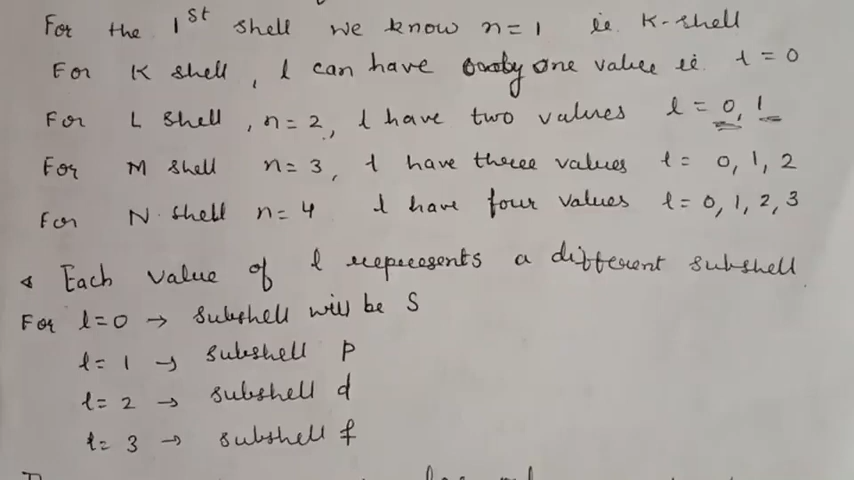 For the 1st shell we know n=1 ie. K-shell
For K shell, l can have only one value ie. l = 0
For L shell, n=2, l have two values l = 0, 1
For M shell n=3, l have three values l = 0, 1, 2
For N shell n=4 l have four values l = 0, 1, 2, 3
Each value of l represents a different subshell
For l=0 → subshell will be S
l= 1 → subshell p
l= 2 → subshell d
l= 3 → subshell f